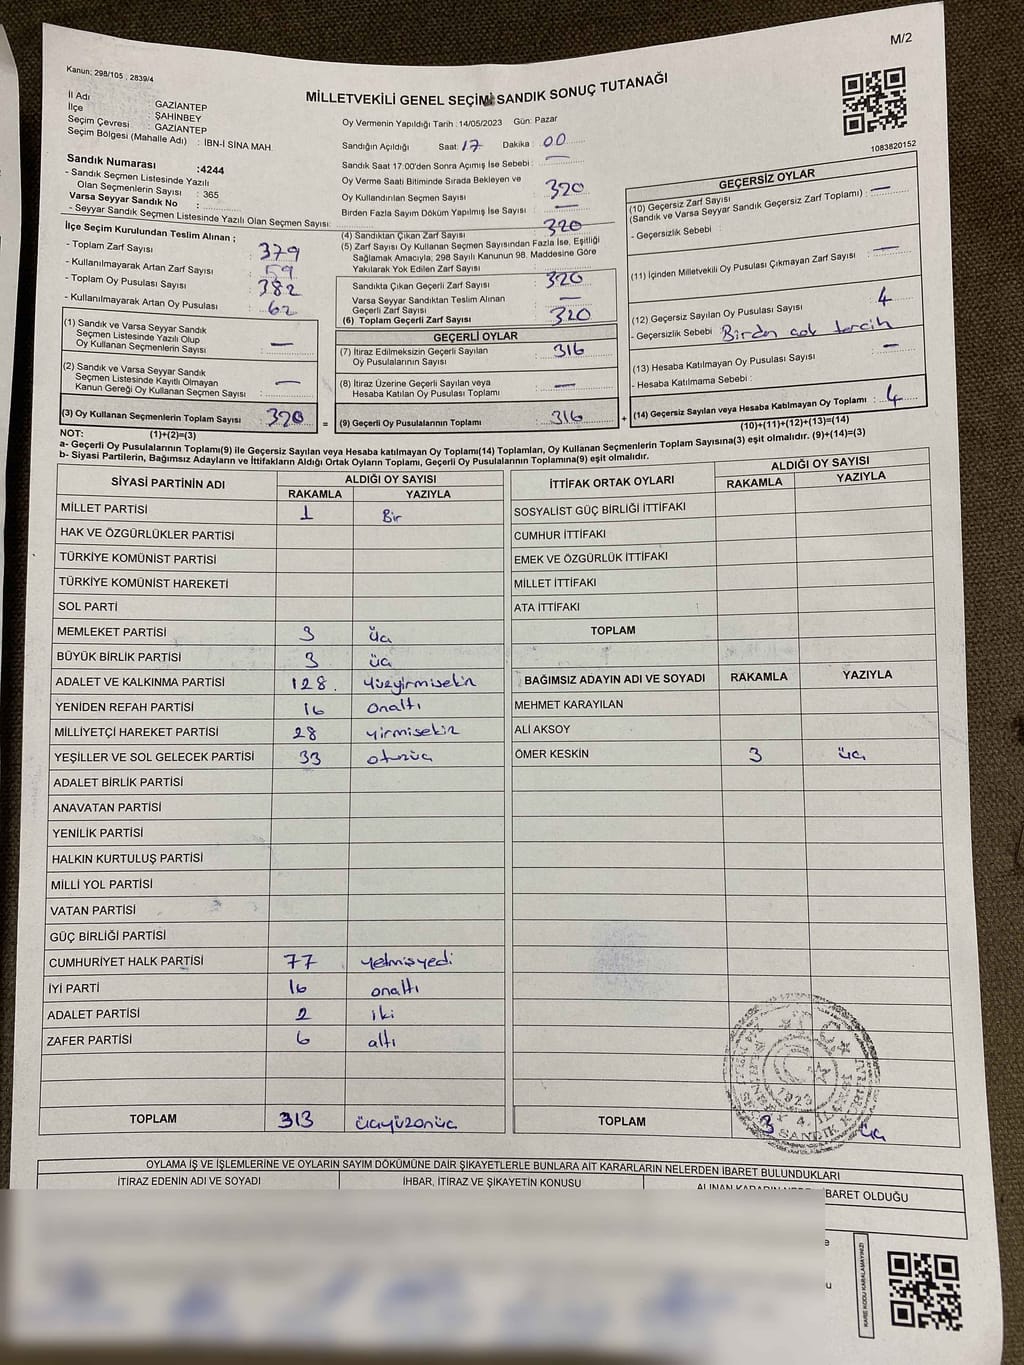 M/2
Kanun: 298/105 , 2839/4
MİLLETVEKİLİ GENEL SEÇİMİ SANDIK SONUÇ TUTANAĞI
İl Adı GAZİANTEP
İlçe ŞAHİNBEY
Seçim Çevresi GAZİANTEP
Seçim Bölgesi (Mahalle Adı) : İBN-İ SİNA MAH.
Sandık Numarası :4244
- Sandık Seçmen Listesinde Yazılı
Olan Seçmenlerin Sayısı : 365
Varsa Seyyar Sandık No :
- Seyyar Sandık Seçmen Listesinde Yazılı Olan Seçmen Sayısı:
Oy Vermenin Yapıldığı Tarih : 14/05/2023 Gün: Pazar
Sandığın Açıldığı Saat: 17 Dakika : 00
Sandık Saat 17:00'den Sonra Açımış İse Sebebi : —
Oy Verme Saati Bitiminde Sırada Bekleyen ve
Oy Kullandırılan Seçmen Sayısı : 320
Birden Fazla Sayım Döküm Yapılmış İse Sayısı : —
1083820152
İlçe Seçim Kurulundan Teslim Alınan ;
- Toplam Zarf Sayısı : 379
- Kullanılmayarak Artan Zarf Sayısı : 59
- Toplam Oy Pusulası Sayısı : 382
- Kullanılmayarak Artan Oy Pusulası : 62
(1) Sandık ve Varsa Seyyar Sandık
Seçmen Listesinde Yazılı Olup
Oy Kullanan Seçmenlerin Sayısı : —
(2) Sandık ve Varsa Seyyar Sandık
Seçmen Listesinde Kayıtlı Olmayan
Kanun Gereği Oy Kullanan Seçmen Sayısı : —
(3) Oy Kullanan Seçmenlerin Toplam Sayısı : 320
(1)+(2)=(3)
(4) Sandıktan Çıkan Zarf Sayısı : 320
(5) Zarf Sayısı Oy Kullanan Seçmen Sayısından Fazla İse, Eşitliği
Sağlamak Amacıyla; 298 Sayılı Kanunun 98. Maddesine Göre
Yakılarak Yok Edilen Zarf Sayısı :
Sandıkta Çıkan Geçerli Zarf Sayısı : 320
Varsa Seyyar Sandıktan Teslim Alınan
Geçerli Zarf Sayısı : —
(6) Toplam Geçerli Zarf Sayısı : 320
GEÇERLİ OYLAR
(7) İtiraz Edilmeksizin Geçerli Sayılan
Oy Pusulalarının Sayısı : 316
(8) İtiraz Üzerine Geçerli Sayılan veya
Hesaba Katılan Oy Pusulası Toplamı : —
= (9) Geçerli Oy Pusulalarının Toplamı : 316
GEÇERSİZ OYLAR
(10) Geçersiz Zarf Sayısı
(Sandık ve Varsa Seyyar Sandık Geçersiz Zarf Toplamı) : —
- Geçersizlik Sebebi :
(11) İçinden Milletvekili Oy Pusulası Çıkmayan Zarf Sayısı : —
(12) Geçersiz Sayılan Oy Pusulası Sayısı : 4
- Geçersizlik Sebebi : Birden çok tercih
(13) Hesaba Katılmayan Oy Pusulası Sayısı : —
- Hesaba Katılmama Sebebi :
+ (14) Geçersiz Sayılan veya Hesaba Katılmayan Oy Toplamı : 4
(10)+(11)+(12)+(13)=(14)
NOT:
a- Geçerli Oy Pusulalarının Toplamı(9) ile Geçersiz Sayılan veya Hesaba katılmayan Oy Toplamı(14) Toplamları, Oy Kullanan Seçmenlerin Toplam Sayısına(3) eşit olmalıdır. (9)+(14)=(3)
b- Siyasi Partilerin, Bağımsız Adayların ve İttifakların Aldığı Ortak Oyların Toplamı, Geçerli Oy Pusulalarının Toplamına(9) eşit olmalıdır.
SİYASİ PARTİNİN ADI ALDIĞI OY SAYISI
RAKAMLA YAZIYLA
MİLLET PARTİSİ 1 Bir
HAK VE ÖZGÜRLÜKLER PARTİSİ
TÜRKİYE KOMÜNİST PARTİSİ
TÜRKİYE KOMÜNİST HAREKETİ
SOL PARTİ
MEMLEKET PARTİSİ 3 üç
BÜYÜK BİRLİK PARTİSİ 3 üç
ADALET VE KALKINMA PARTİSİ 128 yüzyirmisekiz
YENİDEN REFAH PARTİSİ 16 onaltı
MİLLİYETÇİ HAREKET PARTİSİ 28 yirmisekiz
YEŞİLLER VE SOL GELECEK PARTİSİ 33 otuzüç
ADALET BİRLİK PARTİSİ
ANAVATAN PARTİSİ
YENİLİK PARTİSİ
HALKIN KURTULUŞ PARTİSİ
MİLLİ YOL PARTİSİ
VATAN PARTİSİ
GÜÇ BİRLİĞİ PARTİSİ
CUMHURİYET HALK PARTİSİ 77 yetmişyedi
İYİ PARTİ 16 onaltı
ADALET PARTİSİ 2 iki
ZAFER PARTİSİ 6 altı
TOPLAM 313 üçyüzonüç
İTTİFAK ORTAK OYLARI ALDIĞI OY SAYISI
RAKAMLA YAZIYLA
SOSYALİST GÜÇ BİRLİĞİ İTTİFAKI
CUMHUR İTTİFAKI
EMEK VE ÖZGÜRLÜK İTTİFAKI
MİLLET İTTİFAKI
ATA İTTİFAKI
TOPLAM
BAĞIMSIZ ADAYIN ADI VE SOYADI RAKAMLA YAZIYLA
MEHMET KARAYILAN
ALİ AKSOY
ÖMER KESKİN 3 üç
TOPLAM 3 üç
T.C.
1923
SANDIK KURULU
OYLAMA İŞ VE İŞLEMLERİNE VE OYLARIN SAYIM DÖKÜMÜNE DAİR ŞİKAYETLERLE BUNLARA AİT KARARLARIN NELERDEN İBARET BULUNDUKLARI
İTİRAZ EDENİN ADI VE SOYADI İHBAR, İTİRAZ VE ŞİKAYETİN KONUSU ALINAN KARARIN NEDEN İBARET OLDUĞU
KARE KODU KARALAMAYINIZ!